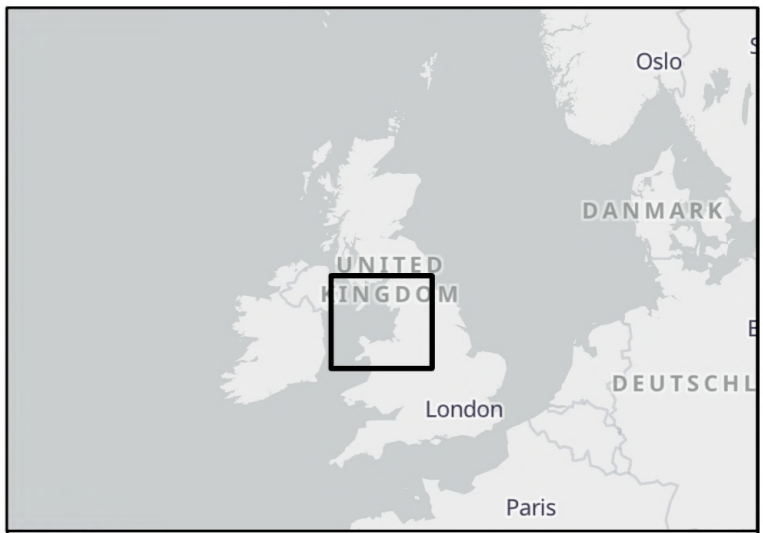 Oslo
DANMARK
UNITED
KINGDOM
DEUTSCHL
London
Paris